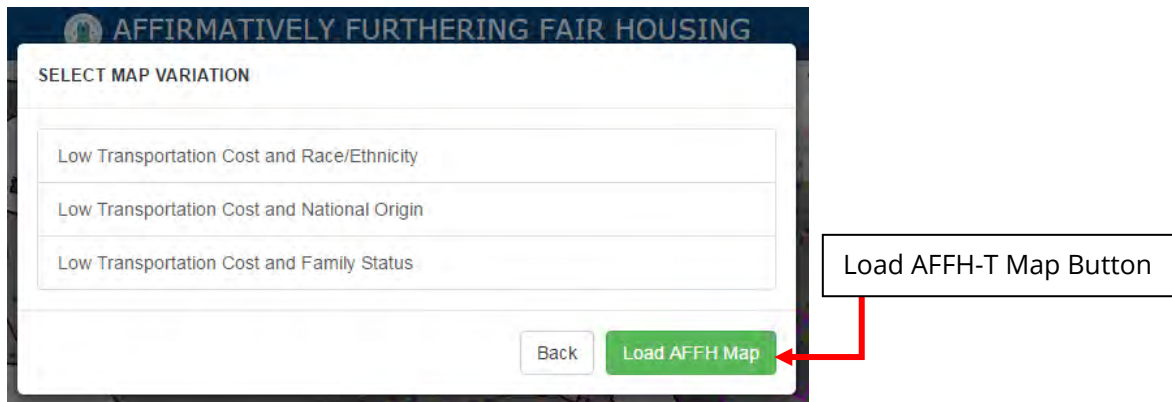 AFFIRMATIVELY FURTHERING FAIR HOUSING
SELECT MAP VARIATION
Low Transportation Cost and Race/Ethnicity
Low Transportation Cost and National Origin
Low Transportation Cost and Family Status
Load AFFH-T Map Button
Back
Load AFFH Map